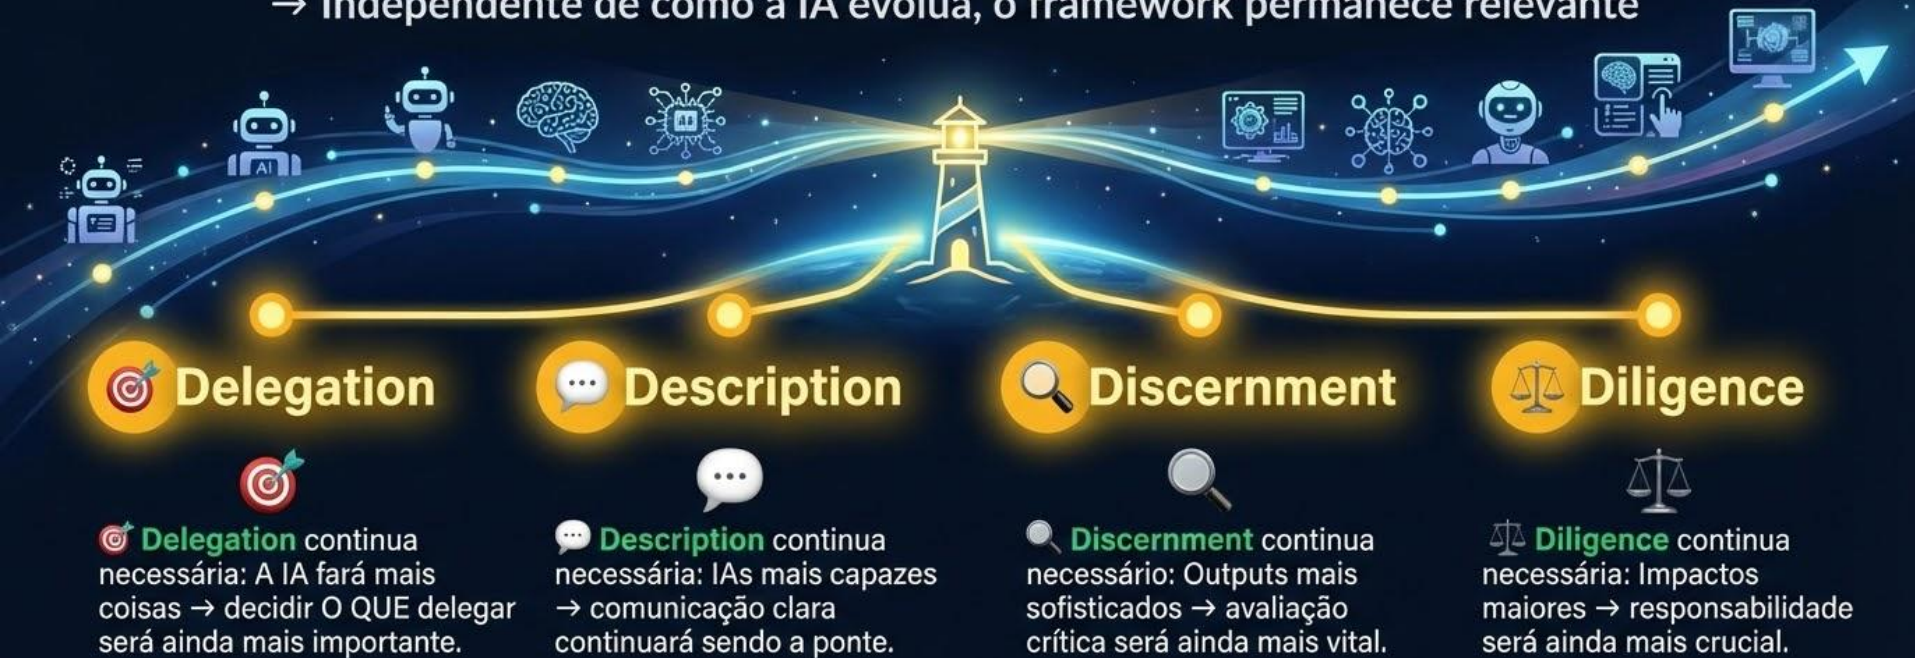 → Independente de como a IA evolua, o framework permanece relevante
AI
AI
Delegation
Description
Discernment
Diligence
Delegation continua
necessária: A IA fará mais
coisas → decidir O QUE delegar
será ainda mais importante.
Description continua
necessária: IAs mais capazes
→ comunicação clara
continuará sendo a ponte.
Discernment continua
necessário: Outputs mais
sofisticados → avaliação
crítica será ainda mais vital.
Diligence continua
necessária: Impactos
maiores → responsabilidade
será ainda mais crucial.